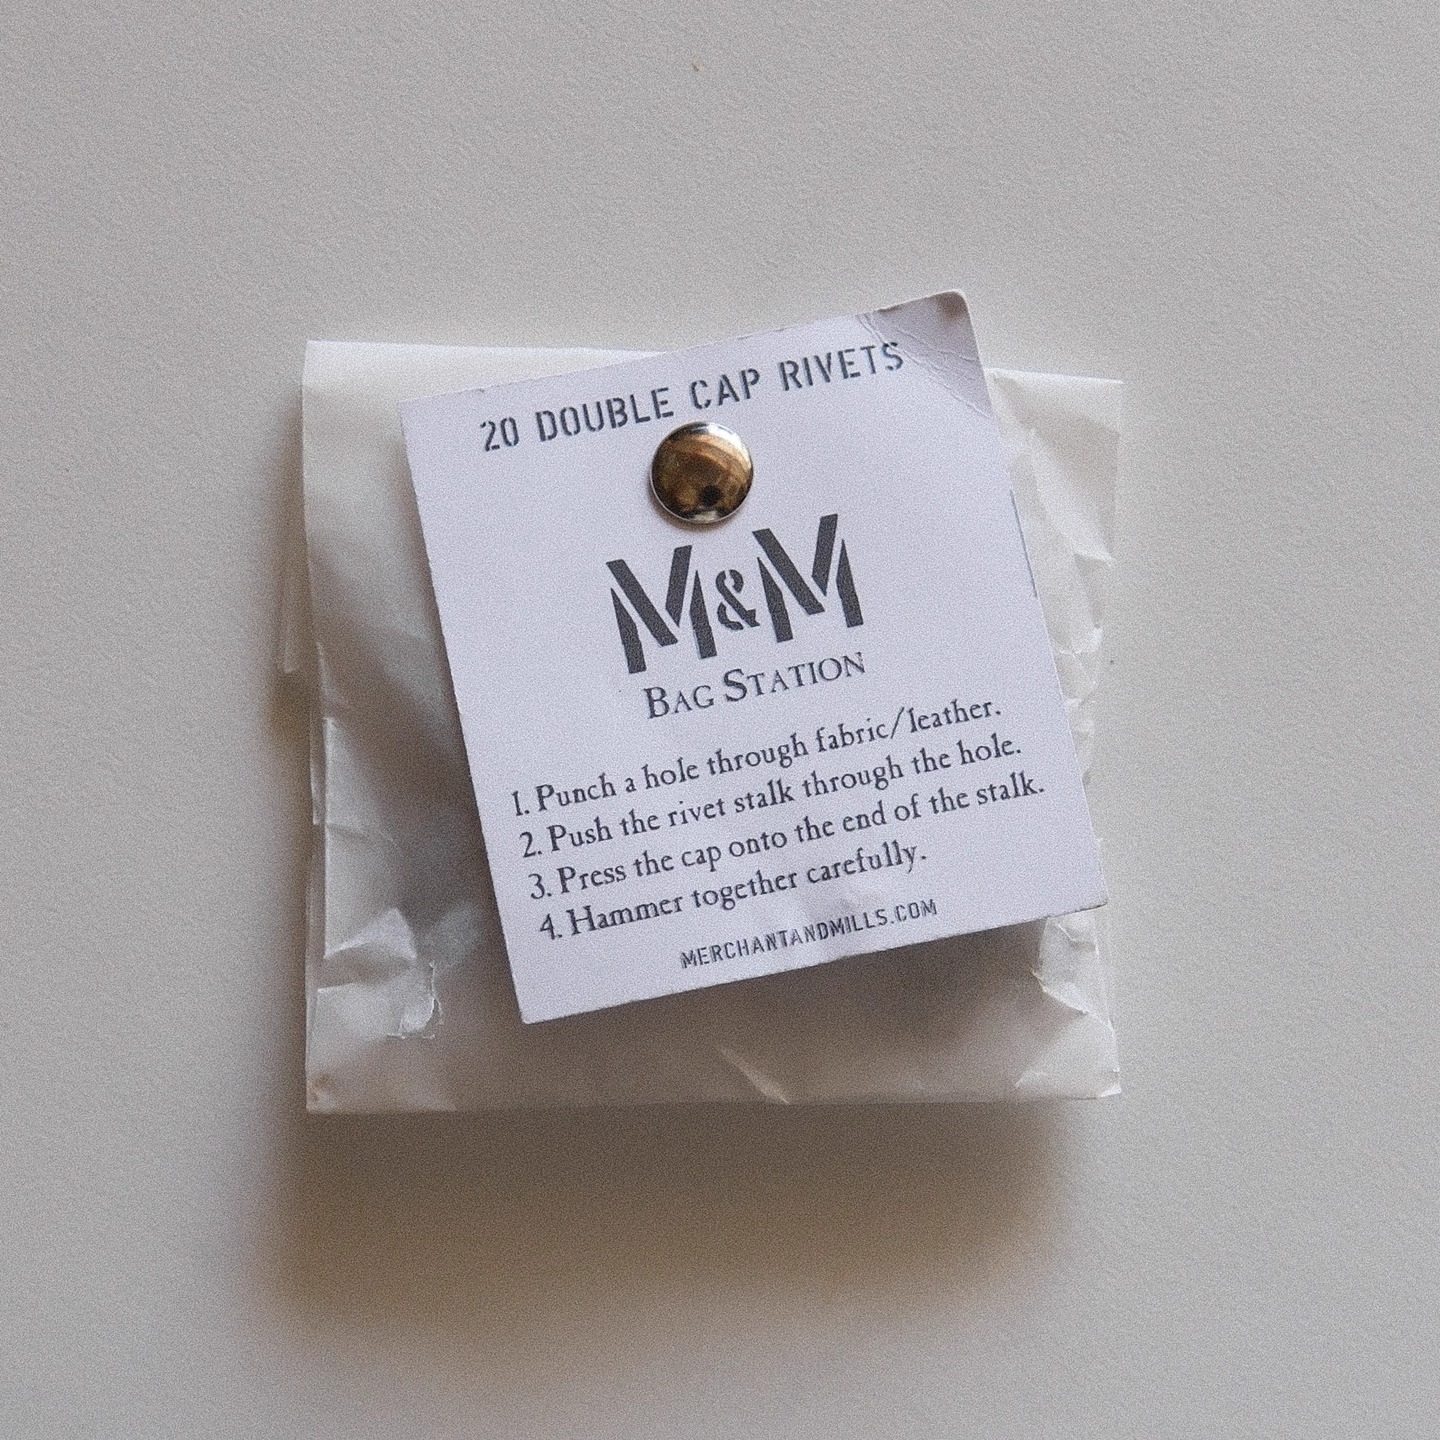 20 DOUBLE CAP RIVETS
M&M
BAG STATION
1. Punch a hole through fabric/leather.
2. Push the rivet stalk through the hole.
3. Press the cap onto the end of the stalk.
4. Hammer together carefully.
MERCHANTANDMILLS.COM